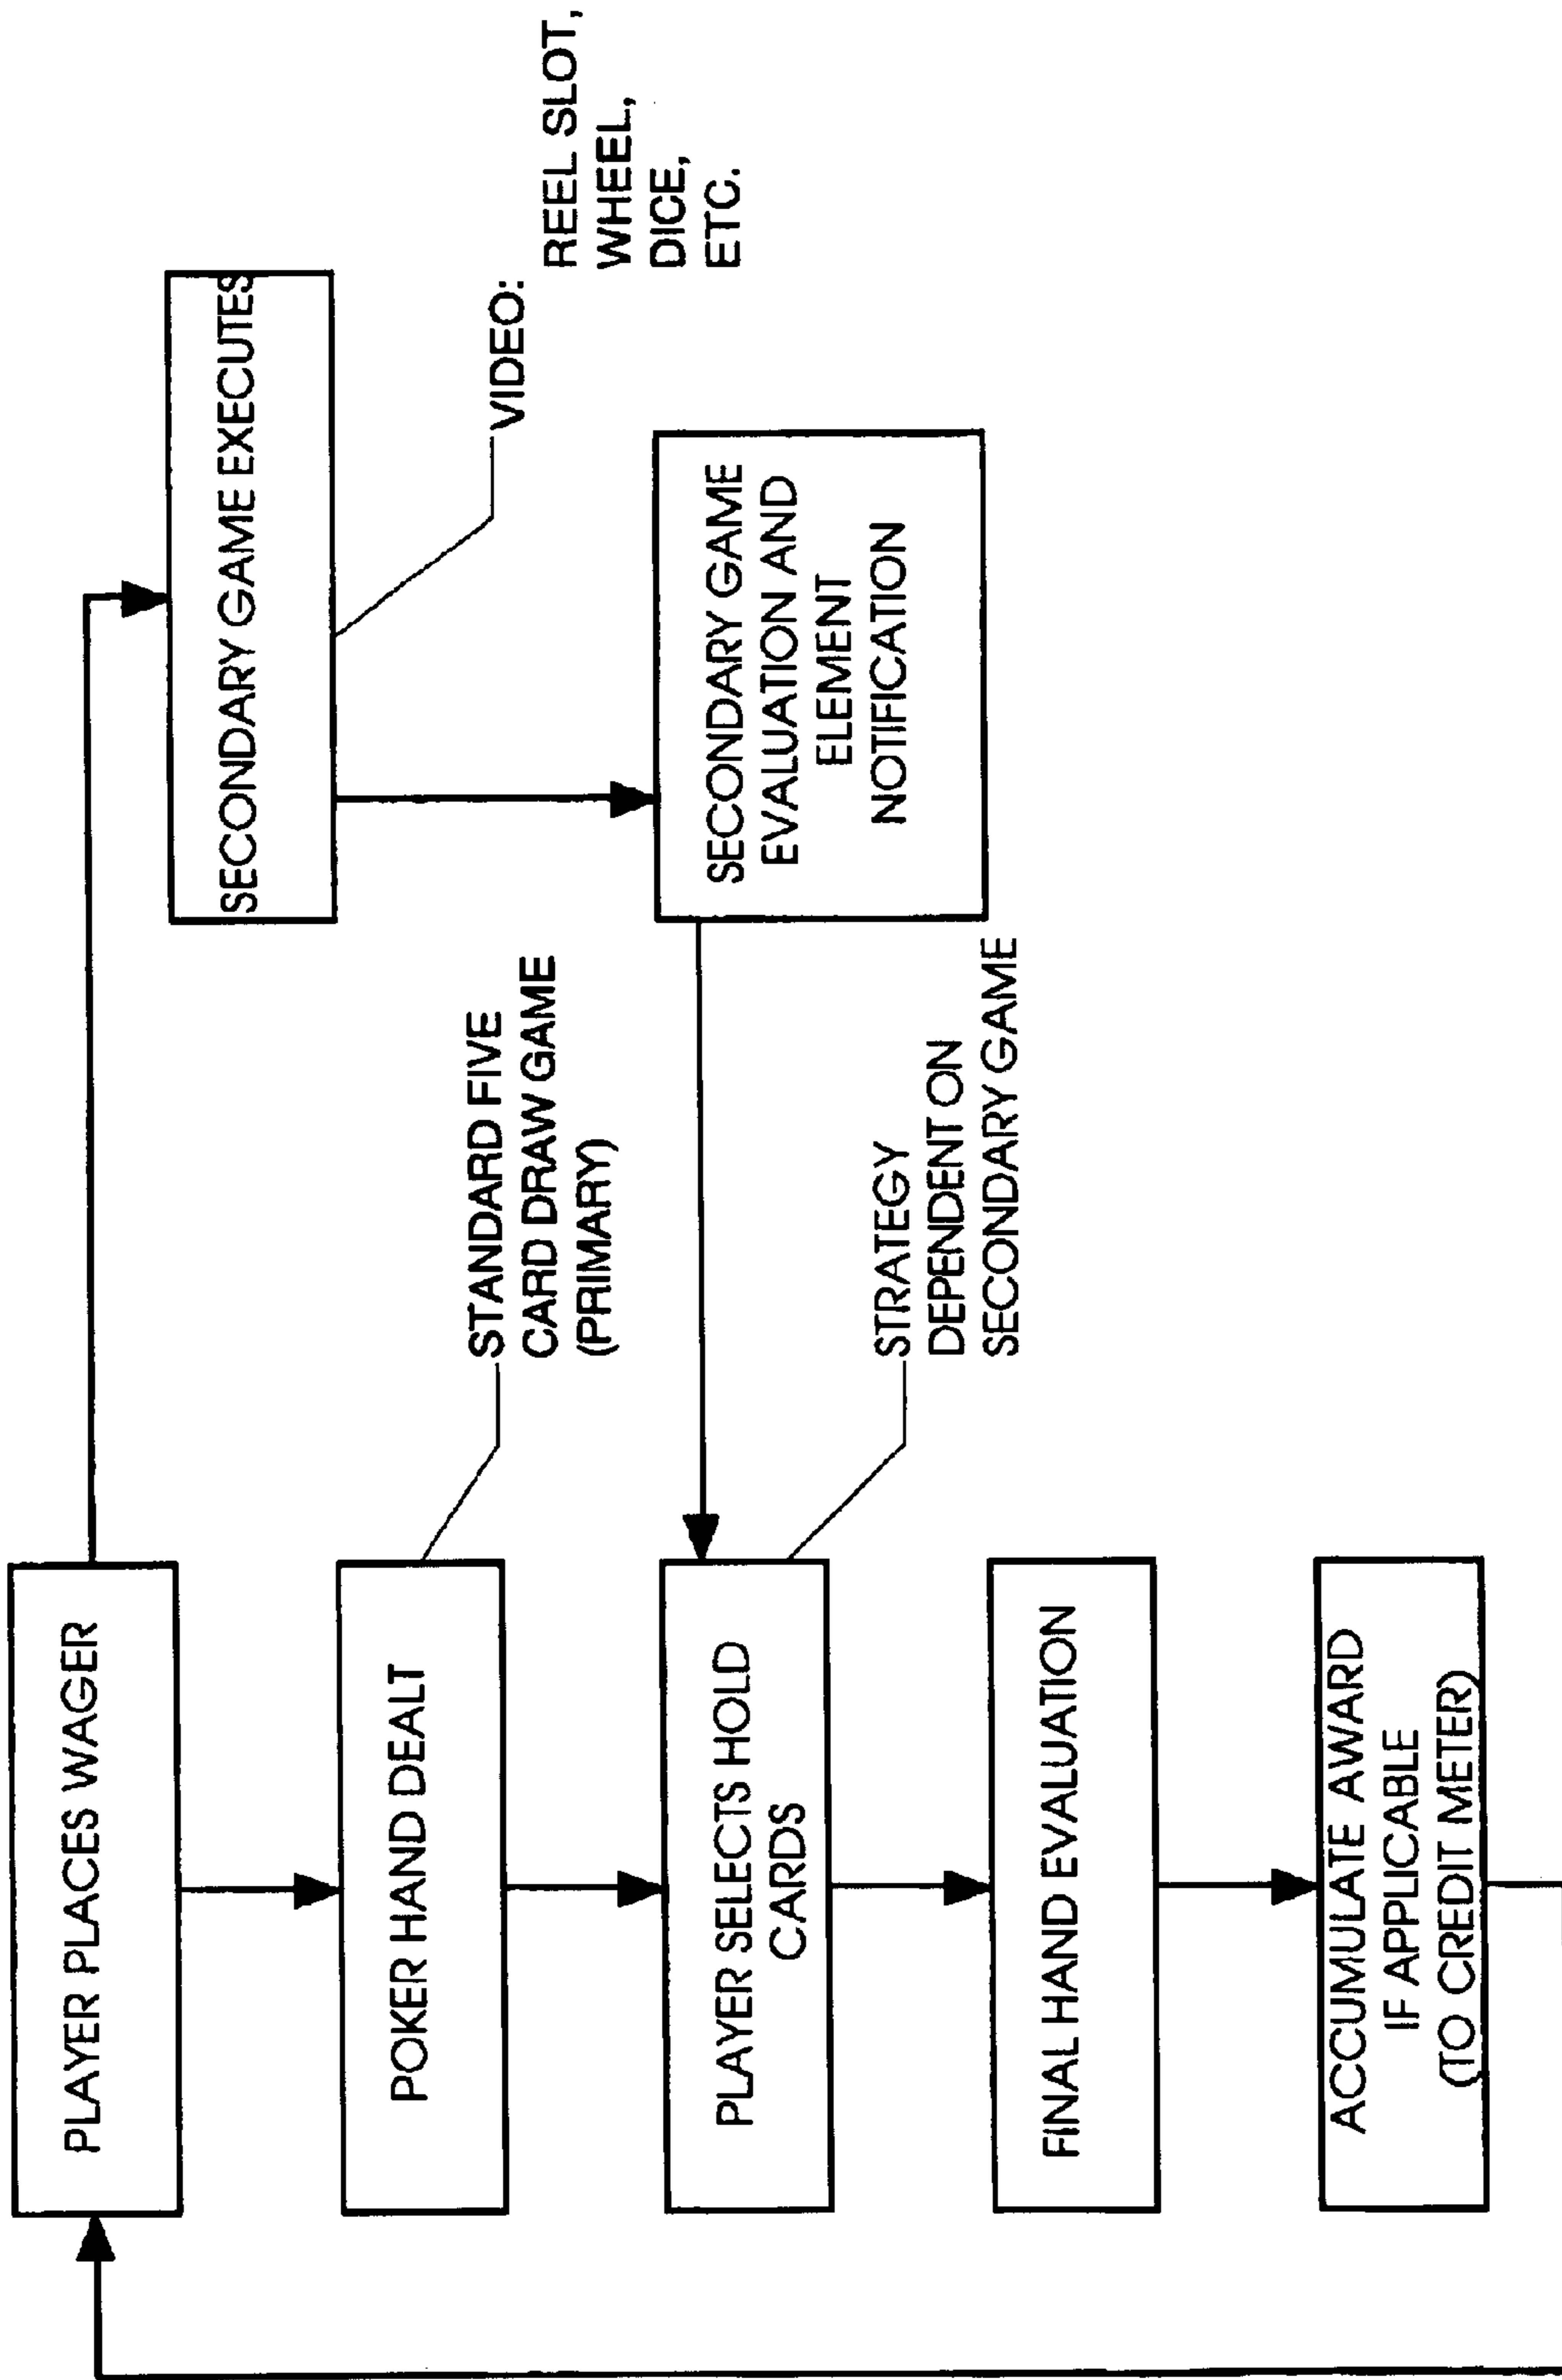 PLAYER PLACES WAGER
SECONDARY GAME EXECUTES
VIDEO:
REEL SLOT,
WHEEL,
DICE,
ETC.
POKER HAND DEALT
STANDARD FIVE
CARD DRAW GAME
(PRIMARY)
SECONDARY GAME
EVALUATION AND
ELEMENT
NOTIFICATION
PLAYER SELECTS HOLD
CARDS
STRATEGY
DEPENDENT ON
SECONDARY GAME
FINAL HAND EVALUATION
ACCUMULATE AWARD
IF APPLICABLE
(TO CREDIT METER)